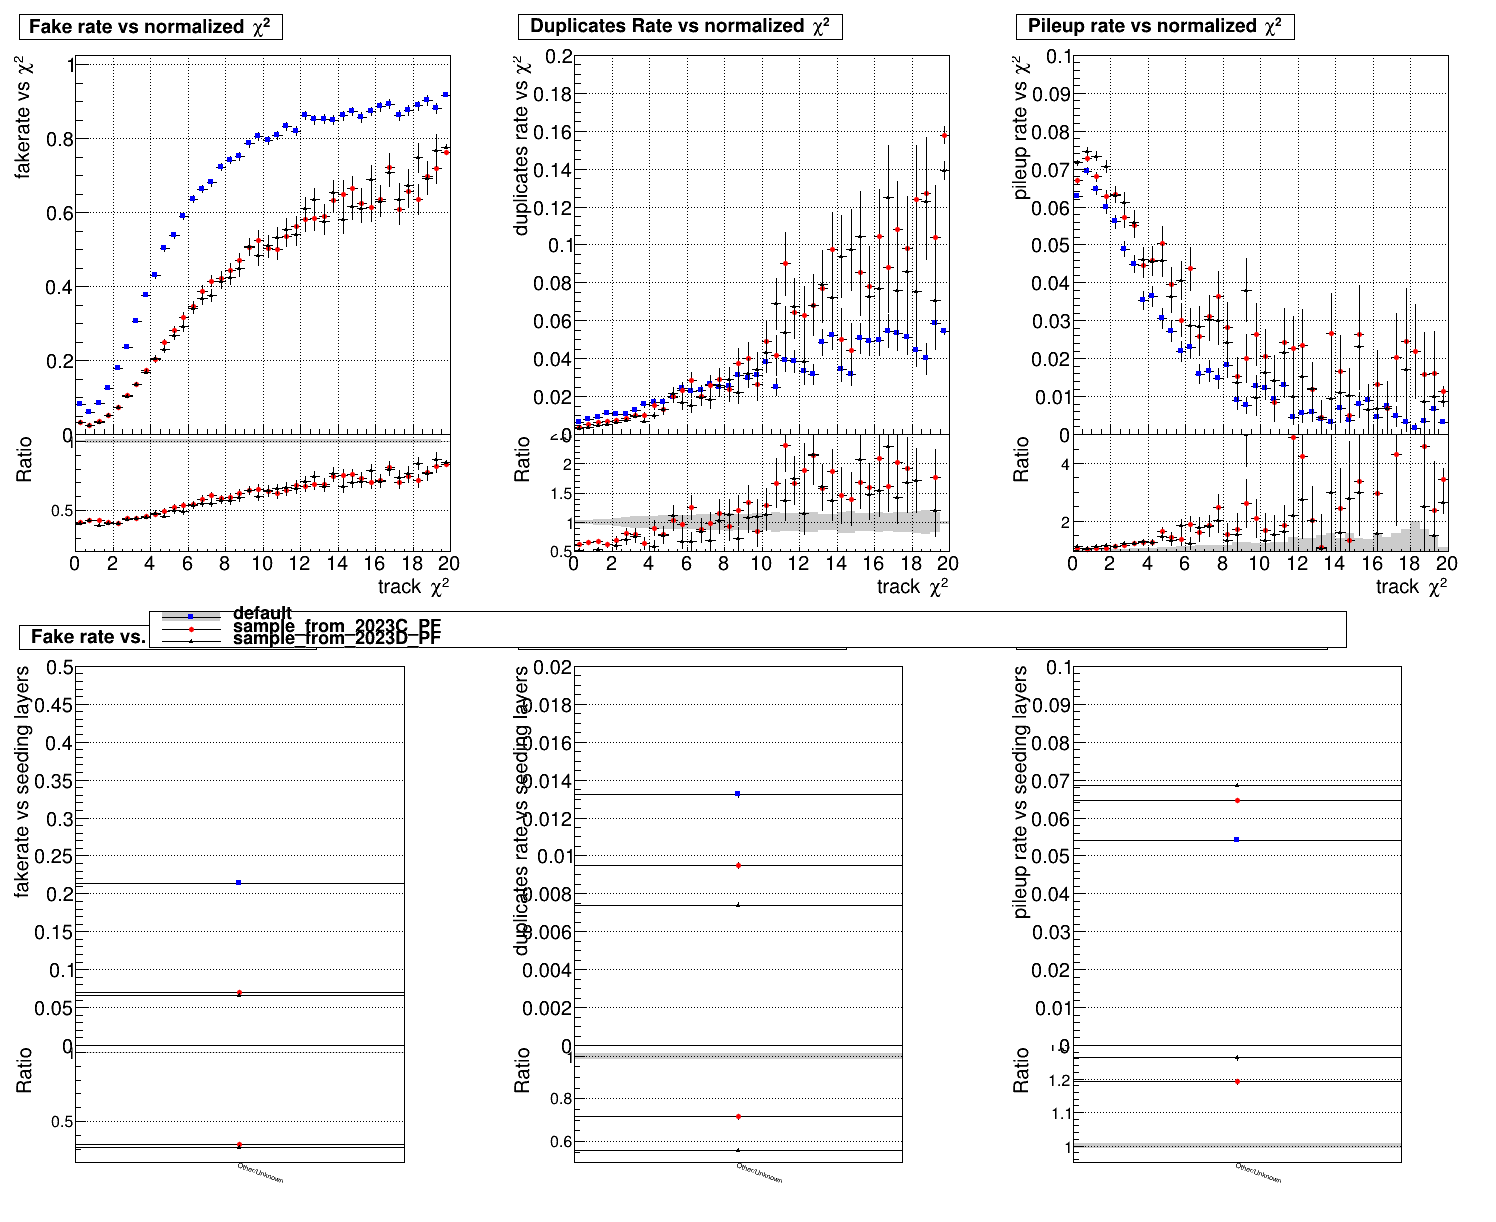 Fake rate vs normalized χ²
Duplicates Rate vs normalized χ²
Pileup rate vs normalized χ²
fakerate vs χ²
1
0.8
0.6
0.4
0.2
0
Ratio
0.5
0 2 4 6 8 10 12 14 16 18 20
track χ²
duplicates rate vs χ²
0.2
0.18
0.16
0.14
0.12
0.1
0.08
0.06
0.04
0.02
0
Ratio
2
1.5
1
0.5
0 2 4 6 8 10 12 14 16 18 20
track χ²
pileup rate vs χ²
0.1
0.09
0.08
0.07
0.06
0.05
0.04
0.03
0.02
0.01
0
Ratio
4
2
0 2 4 6 8 10 12 14 16 18 20
track χ²
default
sample_from_2023C_PF
sample_from_2023D_PF
Fake rate vs.
fakerate vs seeding layers
0.5
0.45
0.4
0.35
0.3
0.25
0.2
0.15
0.1
0.05
0
Ratio
1
0.5
Other/Unknown
duplicates rate vs seeding layers
0.02
0.018
0.016
0.014
0.012
0.01
0.008
0.006
0.004
0.002
0
Ratio
1
0.8
0.6
Other/Unknown
pileup rate vs seeding layers
0.1
0.09
0.08
0.07
0.06
0.05
0.04
0.03
0.02
0.01
0
Ratio
1.2
1.1
1
Other/Unknown